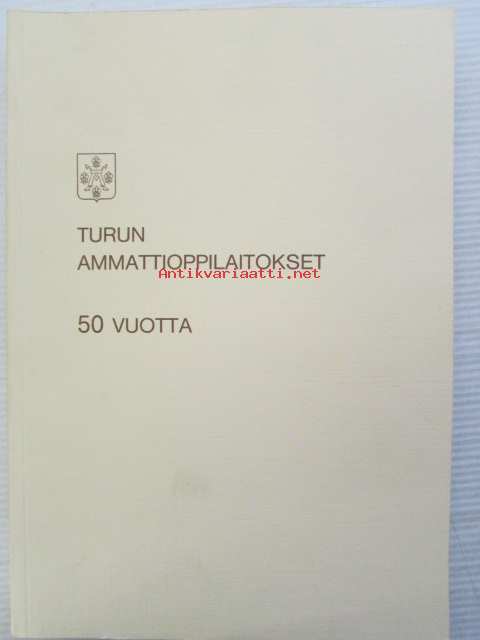 TURUN
AMMATTIOPPILAITOKSET
Antikvariaatti.net
50 VUOTTA